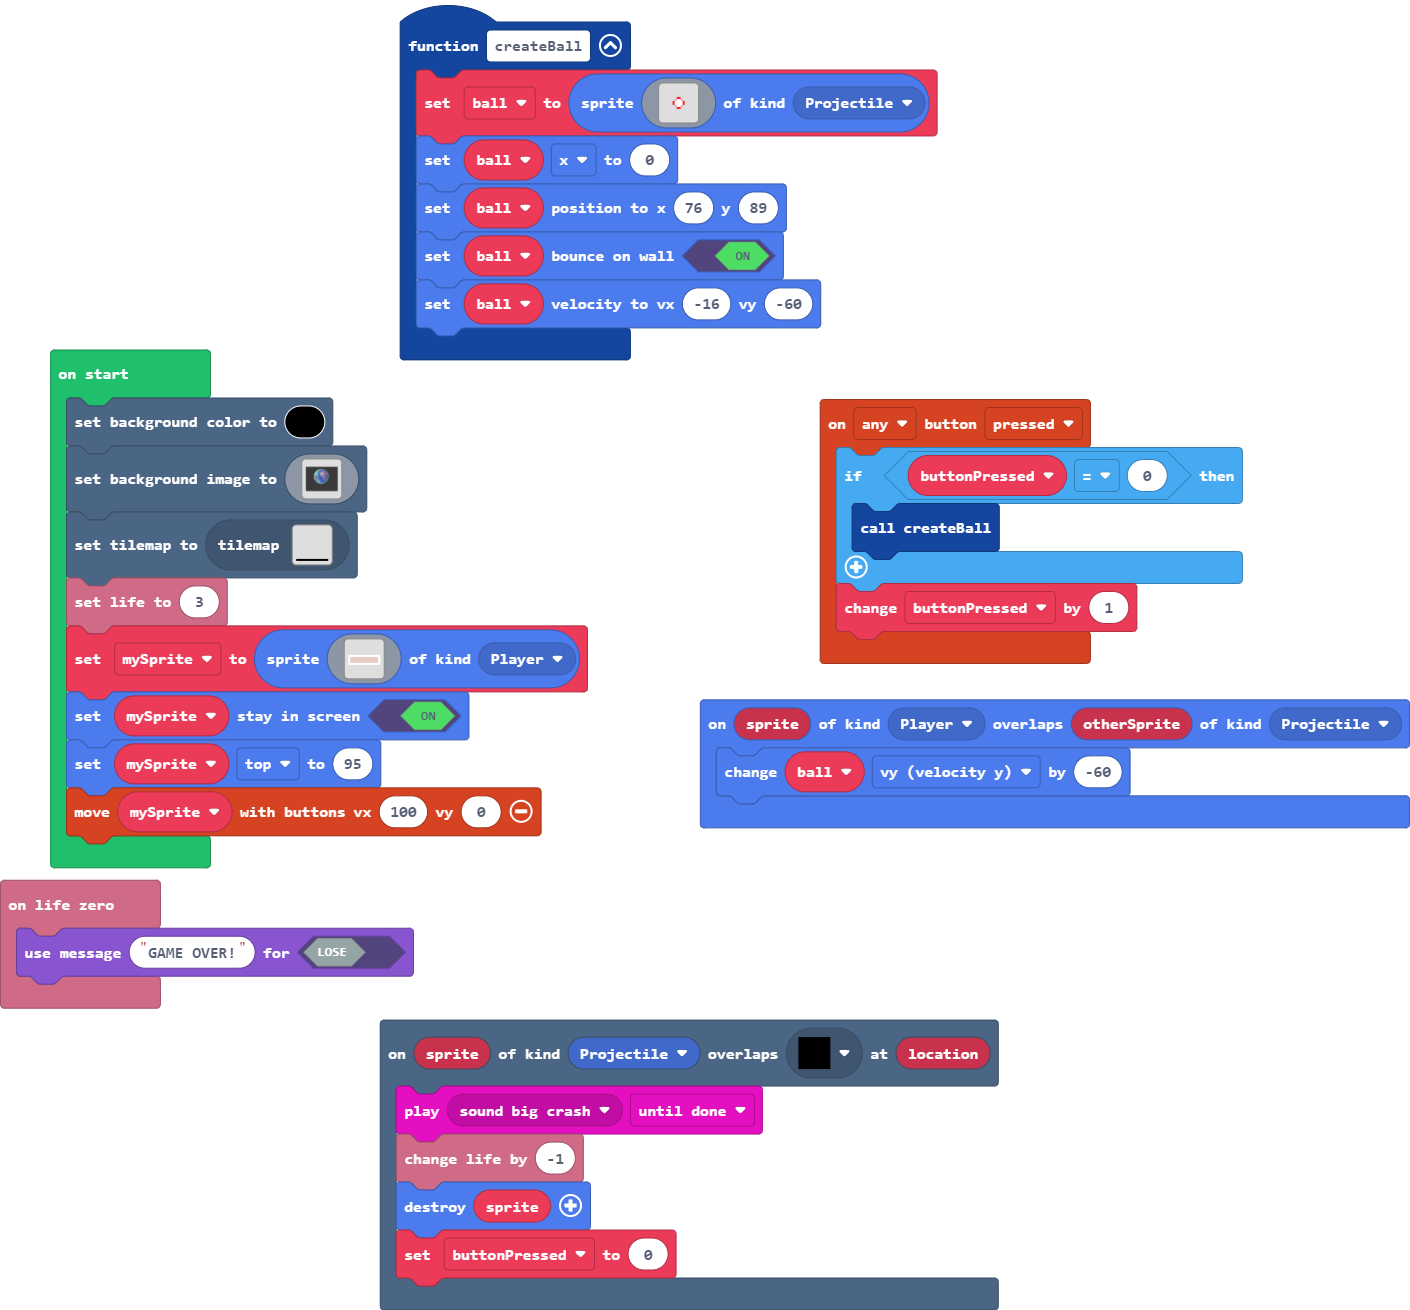 function createBall
set ball to sprite of kind Projectile
set ball x to 0
set ball position to x 76 y 89
set ball bounce on wall ON
set ball velocity to vx -16 vy -60
on start
set background color to
set background image to
set tilemap to tilemap
set life to 3
set mySprite to sprite of kind Player
set mySprite stay in screen ON
set mySprite top to 95
move mySprite with buttons vx 100 vy 0
on any button pressed
if buttonPressed = 0 then
call createBall
change buttonPressed by 1
on sprite of kind Player overlaps otherSprite of kind Projectile
change ball vy (velocity y) by -60
on life zero
use message "GAME OVER!" for LOSE
on sprite of kind Projectile overlaps at location
play sound big crash until done
change life by -1
destroy sprite
set buttonPressed to 0